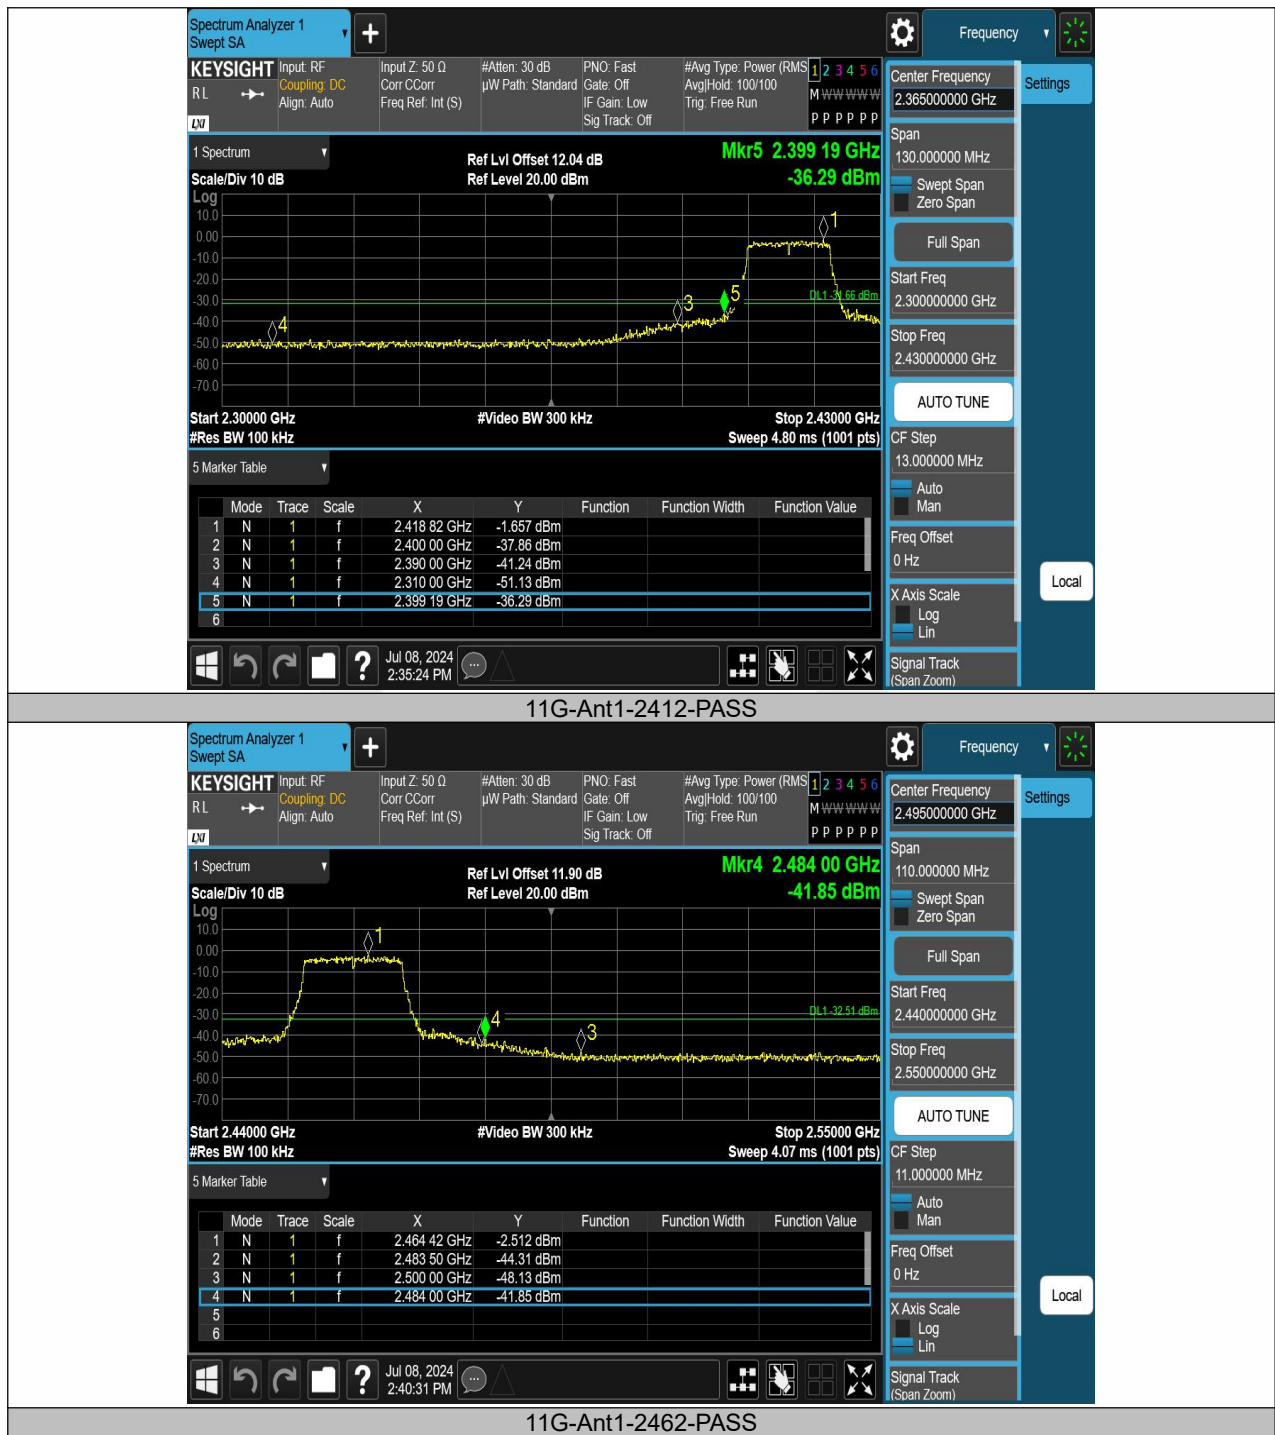 Spectrum Analyzer 1
Swept SA
Frequency
KEYSIGHT
RL
LXI
Input: RF
Coupling: DC
Align: Auto
Input Z: 50 Ω
Corr CCorr
Freq Ref: Int (S)
#Atten: 30 dB
µW Path: Standard
PNO: Fast
Gate: Off
IF Gain: Low
Sig Track: Off
#Avg Type: Power (RMS
Avg|Hold: 100/100
Trig: Free Run
1 2 3 4 5 6
M W W W W W
P P P P P P
1 Spectrum
Scale/Div 10 dB
Ref Lvl Offset 12.04 dB
Ref Level 20.00 dBm
Mkr5 2.399 19 GHz
-36.29 dBm
Log
10.0
0.00
-10.0
-20.0
-30.0
-40.0
-50.0
-60.0
-70.0
1
5
3
4
DL1 -31.66 dBm
Start 2.30000 GHz
#Video BW 300 kHz
Stop 2.43000 GHz
#Res BW 100 kHz
Sweep 4.80 ms (1001 pts)
5 Marker Table
Mode Trace Scale X Y Function Function Width Function Value
1 N 1 f 2.418 82 GHz -1.657 dBm
2 N 1 f 2.400 00 GHz -37.86 dBm
3 N 1 f 2.390 00 GHz -41.24 dBm
4 N 1 f 2.310 00 GHz -51.13 dBm
5 N 1 f 2.399 19 GHz -36.29 dBm
6
?
Jul 08, 2024
2:35:24 PM
Center Frequency
2.365000000 GHz
Settings
Span
130.000000 MHz
Swept Span
Zero Span
Full Span
Start Freq
2.300000000 GHz
Stop Freq
2.430000000 GHz
AUTO TUNE
CF Step
13.000000 MHz
Auto
Man
Freq Offset
0 Hz
Local
X Axis Scale
Log
Lin
Signal Track
(Span Zoom)
11G-Ant1-2412-PASS
Spectrum Analyzer 1
Swept SA
Frequency
KEYSIGHT
RL
LXI
Input: RF
Coupling: DC
Align: Auto
Input Z: 50 Ω
Corr CCorr
Freq Ref: Int (S)
#Atten: 30 dB
µW Path: Standard
PNO: Fast
Gate: Off
IF Gain: Low
Sig Track: Off
#Avg Type: Power (RMS
Avg|Hold: 100/100
Trig: Free Run
1 2 3 4 5 6
M W W W W W
P P P P P P
1 Spectrum
Scale/Div 10 dB
Ref Lvl Offset 11.90 dB
Ref Level 20.00 dBm
Mkr4 2.484 00 GHz
-41.85 dBm
Log
10.0
0.00
-10.0
-20.0
-30.0
-40.0
-50.0
-60.0
-70.0
1
4
3
DL1 -32.51 dBm
Start 2.44000 GHz
#Video BW 300 kHz
Stop 2.55000 GHz
#Res BW 100 kHz
Sweep 4.07 ms (1001 pts)
5 Marker Table
Mode Trace Scale X Y Function Function Width Function Value
1 N 1 f 2.464 42 GHz -2.512 dBm
2 N 1 f 2.483 50 GHz -44.31 dBm
3 N 1 f 2.500 00 GHz -48.13 dBm
4 N 1 f 2.484 00 GHz -41.85 dBm
5
6
?
Jul 08, 2024
2:40:31 PM
Center Frequency
2.495000000 GHz
Settings
Span
110.000000 MHz
Swept Span
Zero Span
Full Span
Start Freq
2.440000000 GHz
Stop Freq
2.550000000 GHz
AUTO TUNE
CF Step
11.000000 MHz
Auto
Man
Freq Offset
0 Hz
Local
X Axis Scale
Log
Lin
Signal Track
(Span Zoom)
11G-Ant1-2462-PASS